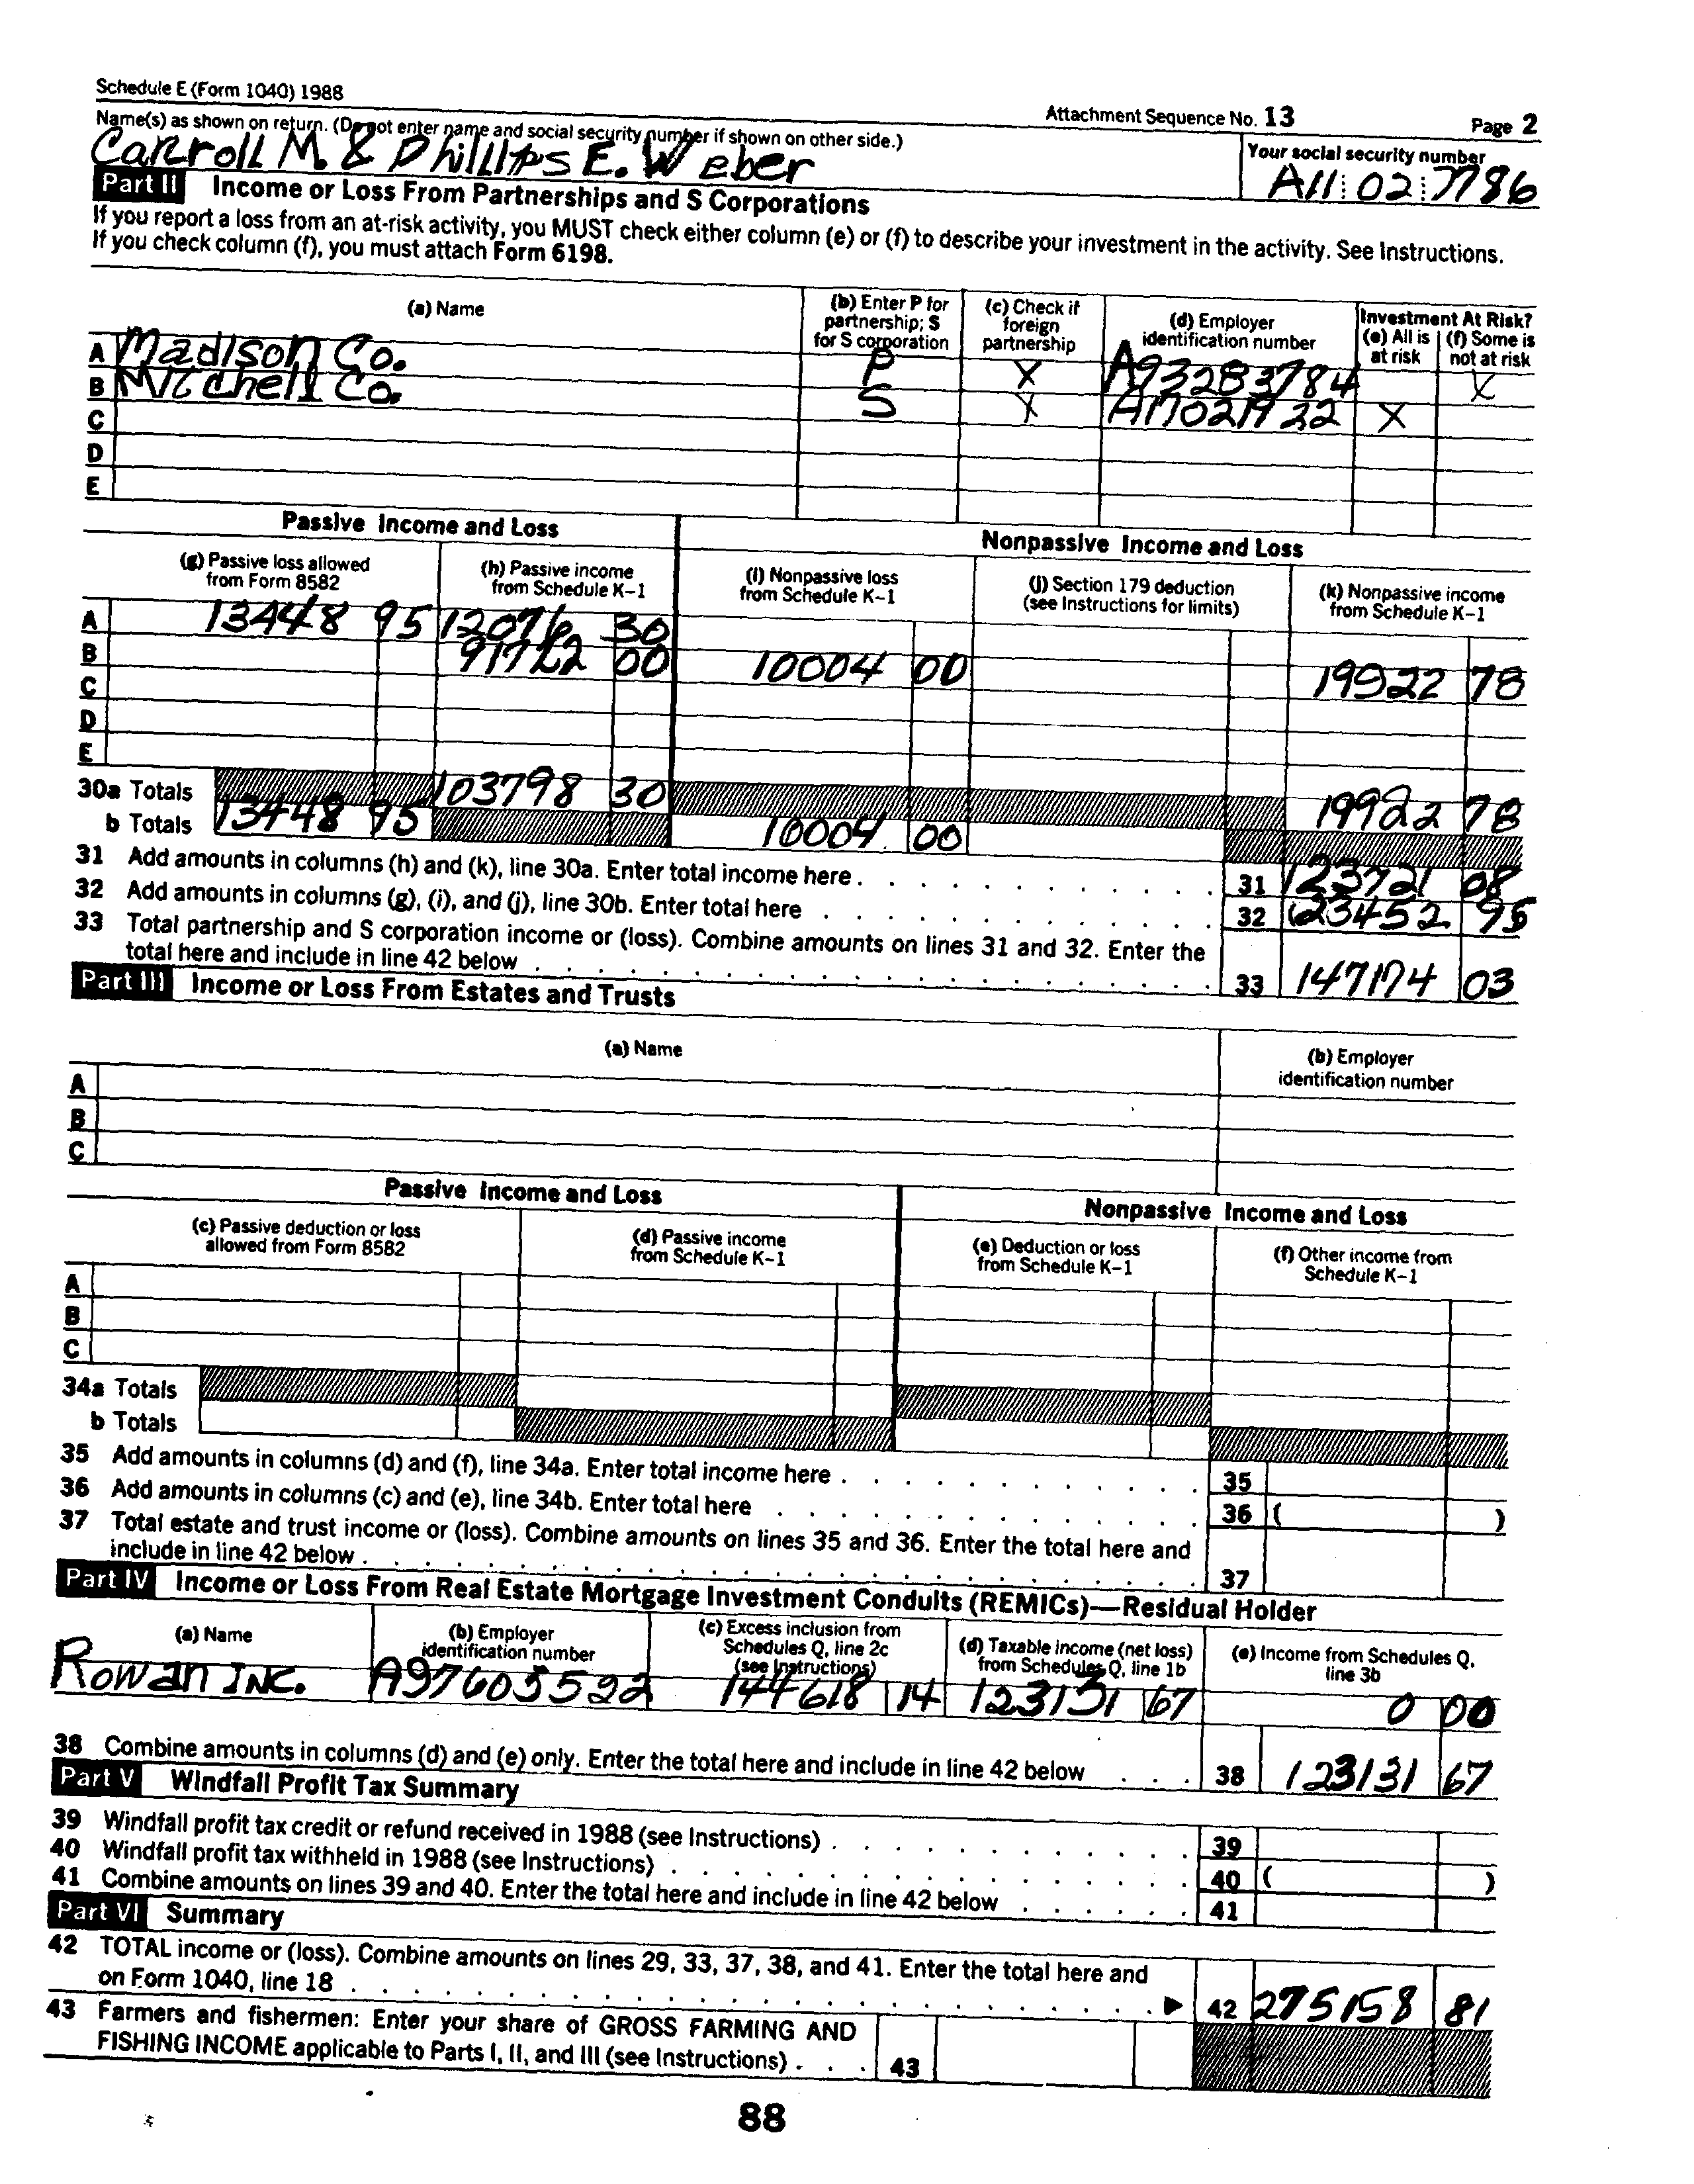 Schedule E (Form 1040) 1988
Attachment Sequence No. 13 Page 2
Name(s) as shown on return. (Do not enter name and social security number if shown on other side.)
Your social security number
Carroll M. & Phillips E. Weber
A11 02 7786
Part II Income or Loss From Partnerships and S Corporations
If you report a loss from an at-risk activity, you MUST check either column (e) or (f) to describe your investment in the activity. See Instructions.
If you check column (f), you must attach Form 6198.
(a) Name
(b) Enter P for partnership; S for S corporation
(c) Check if foreign partnership
(d) Employer identification number
Investment At Risk?
(e) All is at risk
(f) Some is not at risk
A Madison Co. P X A93283784 X
B Mitchell Co. S X A17021922 X
C
D
E
Passive Income and Loss
Nonpassive Income and Loss
(g) Passive loss allowed from Form 8582
(h) Passive income from Schedule K-1
(i) Nonpassive loss from Schedule K-1
(j) Section 179 deduction (see Instructions for limits)
(k) Nonpassive income from Schedule K-1
A 13448 95 12076 30
B 91722 00 10004 00 19922 78
C
D
E
30a Totals 103798 30 19922 78
b Totals 13448 95 10004 00
31 Add amounts in columns (h) and (k), line 30a. Enter total income here 31 123721 08
32 Add amounts in columns (g), (i), and (j), line 30b. Enter total here 32 (23452 95
33 Total partnership and S corporation income or (loss). Combine amounts on lines 31 and 32. Enter the
total here and include in line 42 below 33 147174 03
Part III Income or Loss From Estates and Trusts
(a) Name
(b) Employer identification number
A
B
C
Passive Income and Loss
Nonpassive Income and Loss
(c) Passive deduction or loss allowed from Form 8582
(d) Passive income from Schedule K-1
(e) Deduction or loss from Schedule K-1
(f) Other income from Schedule K-1
A
B
C
34a Totals
b Totals
35 Add amounts in columns (d) and (f), line 34a. Enter total income here 35
36 Add amounts in columns (c) and (e), line 34b. Enter total here 36 ( )
37 Total estate and trust income or (loss). Combine amounts on lines 35 and 36. Enter the total here and
include in line 42 below 37
Part IV Income or Loss From Real Estate Mortgage Investment Conduits (REMICs)—Residual Holder
(a) Name
(b) Employer identification number
(c) Excess inclusion from Schedules Q, line 2c (see Instructions)
(d) Taxable income (net loss) from Schedules Q, line 1b
(e) Income from Schedules Q, line 3b
Rowan Inc. A97605522 144618 14 123131 67 0 00
38 Combine amounts in columns (d) and (e) only. Enter the total here and include in line 42 below 38 123131 67
Part V Windfall Profit Tax Summary
39 Windfall profit tax credit or refund received in 1988 (see Instructions) 39
40 Windfall profit tax withheld in 1988 (see Instructions) 40 ( )
41 Combine amounts on lines 39 and 40. Enter the total here and include in line 42 below 41
Part VI Summary
42 TOTAL income or (loss). Combine amounts on lines 29, 33, 37, 38, and 41. Enter the total here and
on Form 1040, line 18 42 275158 81
43 Farmers and fishermen: Enter your share of GROSS FARMING AND
FISHING INCOME applicable to Parts I, II, and III (see Instructions) 43
88